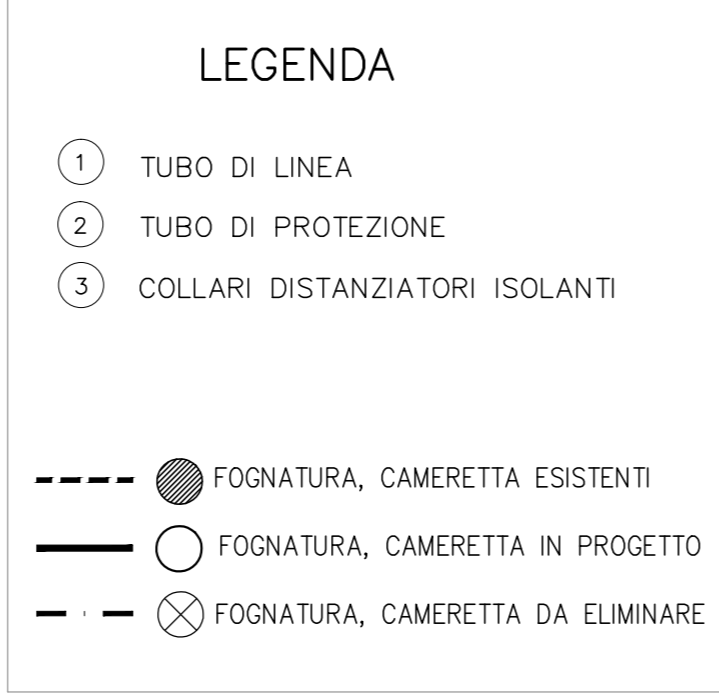 LEGENDA
1 TUBO DI LINEA
2 TUBO DI PROTEZIONE
3 COLLARI DISTANZIATORI ISOLANTI
FOGNATURA, CAMERETTA ESISTENTI
FOGNATURA, CAMERETTA IN PROGETTO
FOGNATURA, CAMERETTA DA ELIMINARE